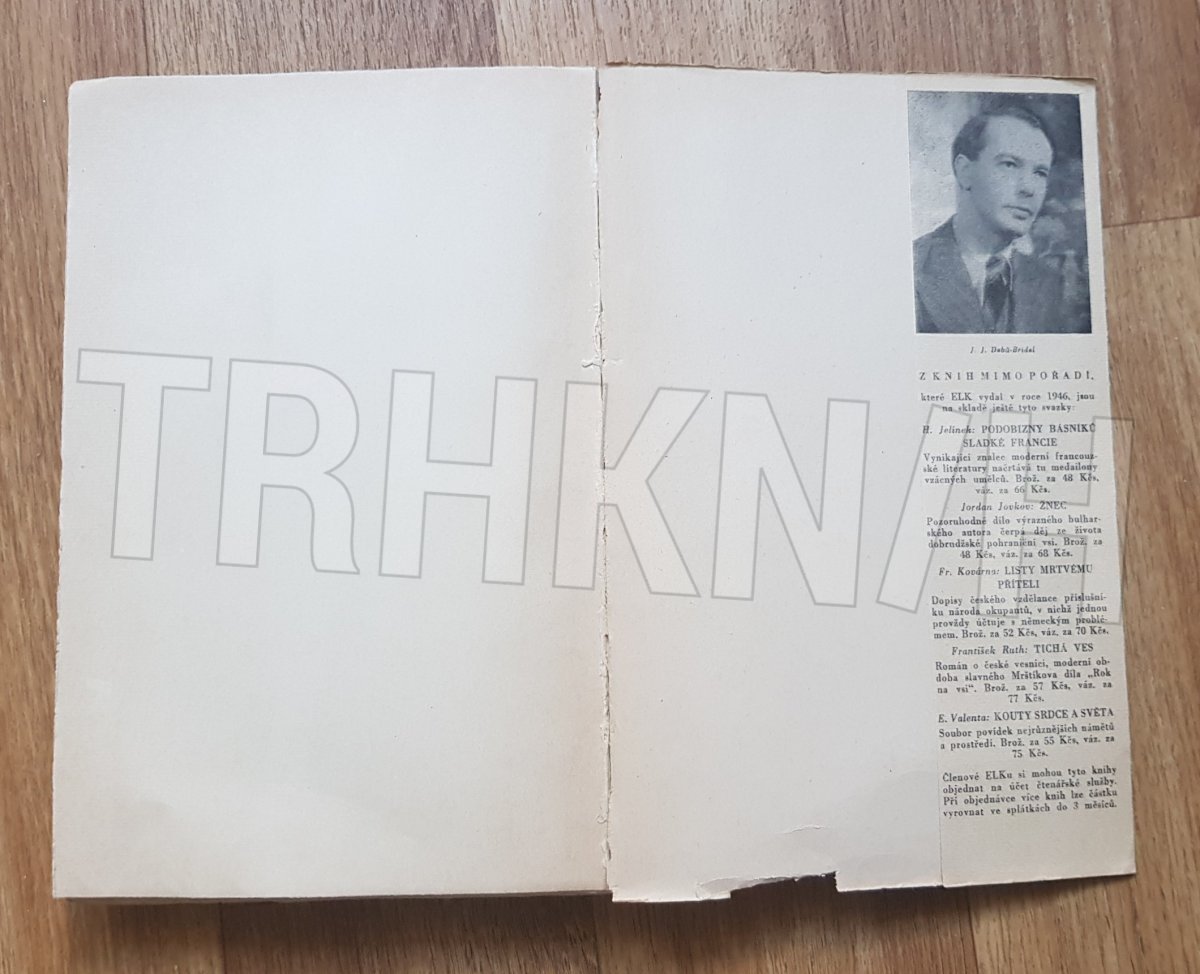 TRHKNIH
J. J. Dabú-Bridel
Z KNIH MIMO POŘADÍ,
které ELK vydal v roce 1946, jsou
na skladě ještě tyto svazky:
H. Jelínek: PODOBIZNY BÁSNÍKŮ
SLADKÉ FRANCIE
Vynikající znalec moderní francouz-
ské literatury načrtává tu medailony
vzácných umělců. Brož. za 48 Kčs,
váz. za 66 Kčs.
Jordan Jovkov: ŽNEC
Pozoruhodné dílo výrazného bulhar-
ského autora čerpá děj ze života
dobrudžské pohraniční vsi. Brož. za
48 Kčs, váz. za 68 Kčs.
Fr. Kovárna: LISTY MRTVÉMU
PŘÍTELI
Dopisy českého vzdělance příslušní-
ku národa okupantů, v nichž jednou
provždy účtuje s německým problé-
mem. Brož. za 52 Kčs, váz. za 70 Kčs.
František Ruth: TICHÁ VES
Román o české vesnici, moderní ob-
doba slavného Mrštíkova díla „Rok
na vsi“. Brož. za 57 Kčs, váz. za
77 Kčs.
E. Valenta: KOUTY SRDCE A SVĚTA
Soubor povídek nejrůznějších námětů
a prostředí. Brož. za 55 Kčs, váz. za
75 Kčs.
Členové ELKu si mohou tyto knihy
objednat na účet čtenářské služby.
Při objednávce více knih lze částku
vyrovnat ve splátkách do 3 měsíců.